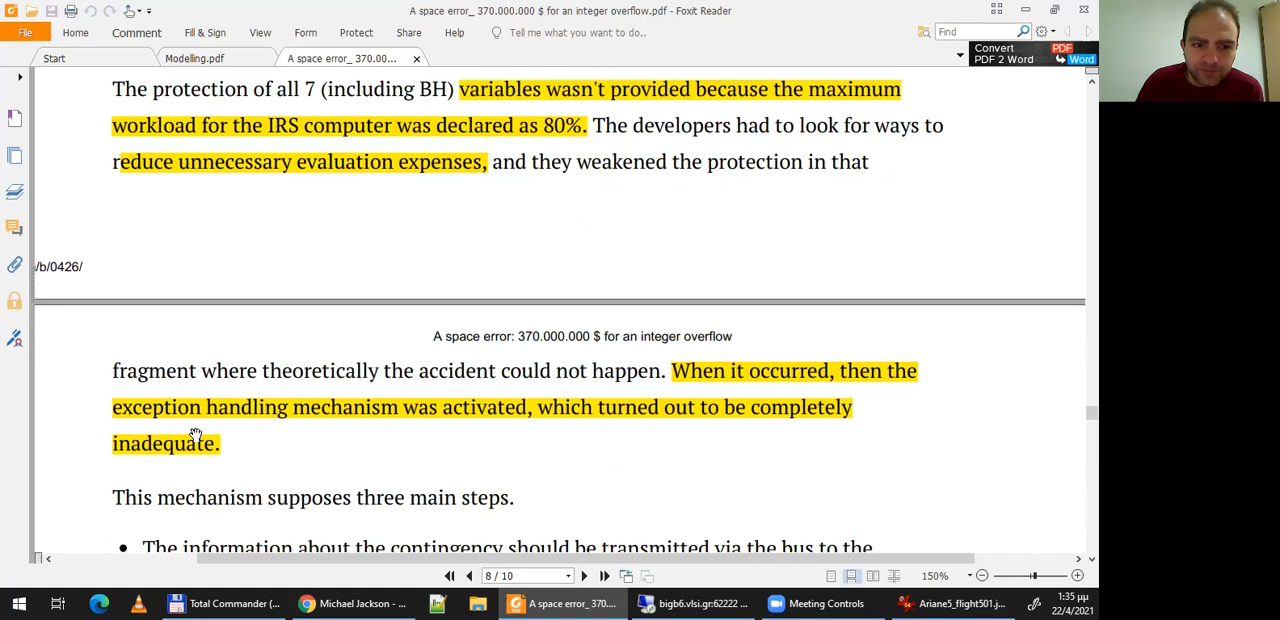 A space error_ 370.000.000 $ for an integer overflow.pdf - Foxit Reader
File Home Comment Fill & Sign View Form Protect Share Help Tell me what you want to do.. Find
Start Modelling.pdf A space error_ 370.00... Convert PDF 2 Word
PDF
Word
The protection of all 7 (including BH) variables wasn't provided because the maximum
workload for the IRS computer was declared as 80%. The developers had to look for ways to
reduce unnecessary evaluation expenses, and they weakened the protection in that
/b/0426/
A space error: 370.000.000 $ for an integer overflow
fragment where theoretically the accident could not happen. When it occurred, then the
exception handling mechanism was activated, which turned out to be completely
inadequate.
This mechanism supposes three main steps.
• The information about the contingency should be transmitted via the bus to the
8 / 10 150%
Total Commander (... Michael Jackson - ... A space error_ 370.... bigb6.vlsi.gr:62222 ... Meeting Controls Ariane5_flight501.j... 1:35 μμ
22/4/2021